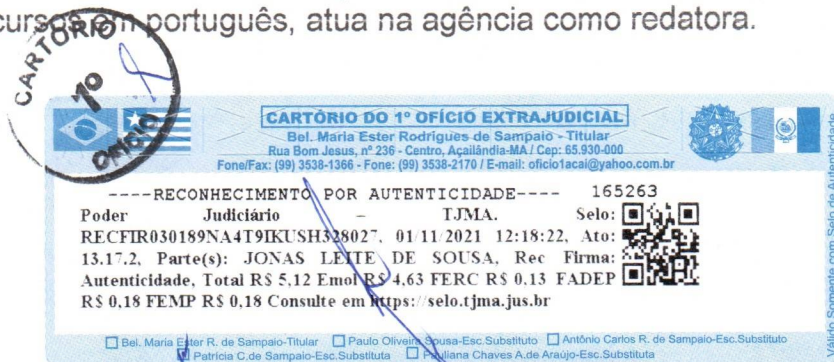 cursos em português, atua na agência como redatora.
CARTÓRIO
1º
OFICIO
CARTÓRIO DO 1º OFÍCIO EXTRAJUDICIAL
Bel. Maria Ester Rodrigues de Sampaio - Titular
Rua Bom Jesus, nº 236 - Centro, Açailândia-MA / Cep: 65.930-000
Fone/Fax: (99) 3538-1366 - Fone: (99) 3538-2170 / E-mail: oficio1acai@yahoo.com.br
----RECONHECIMENTO POR AUTENTICIDADE---- 165263
Poder Judiciário – TJMA. Selo:
RECFIR030189NA4T9IKUSH328027, 01/11/2021 12:18:22, Ato:
13.17.2, Parte(s): JONAS LEITE DE SOUSA, Rec Firma:
Autenticidade, Total R$ 5,12 Emol R$ 4,63 FERC R$ 0,13 FADEP
R$ 0,18 FEMP R$ 0,18 Consulte em https://selo.tjma.jus.br
Bel. Maria Ester R. de Sampaio-Titular Paulo Oliveira Sousa-Esc.Substituto Antônio Carlos R. de Sampaio-Esc.Substituto
Patrícia C.de Sampaio-Esc.Substituta Pauliana Chaves A.de Araújo-Esc.Substituta
Somente com Selo de Autenticidade